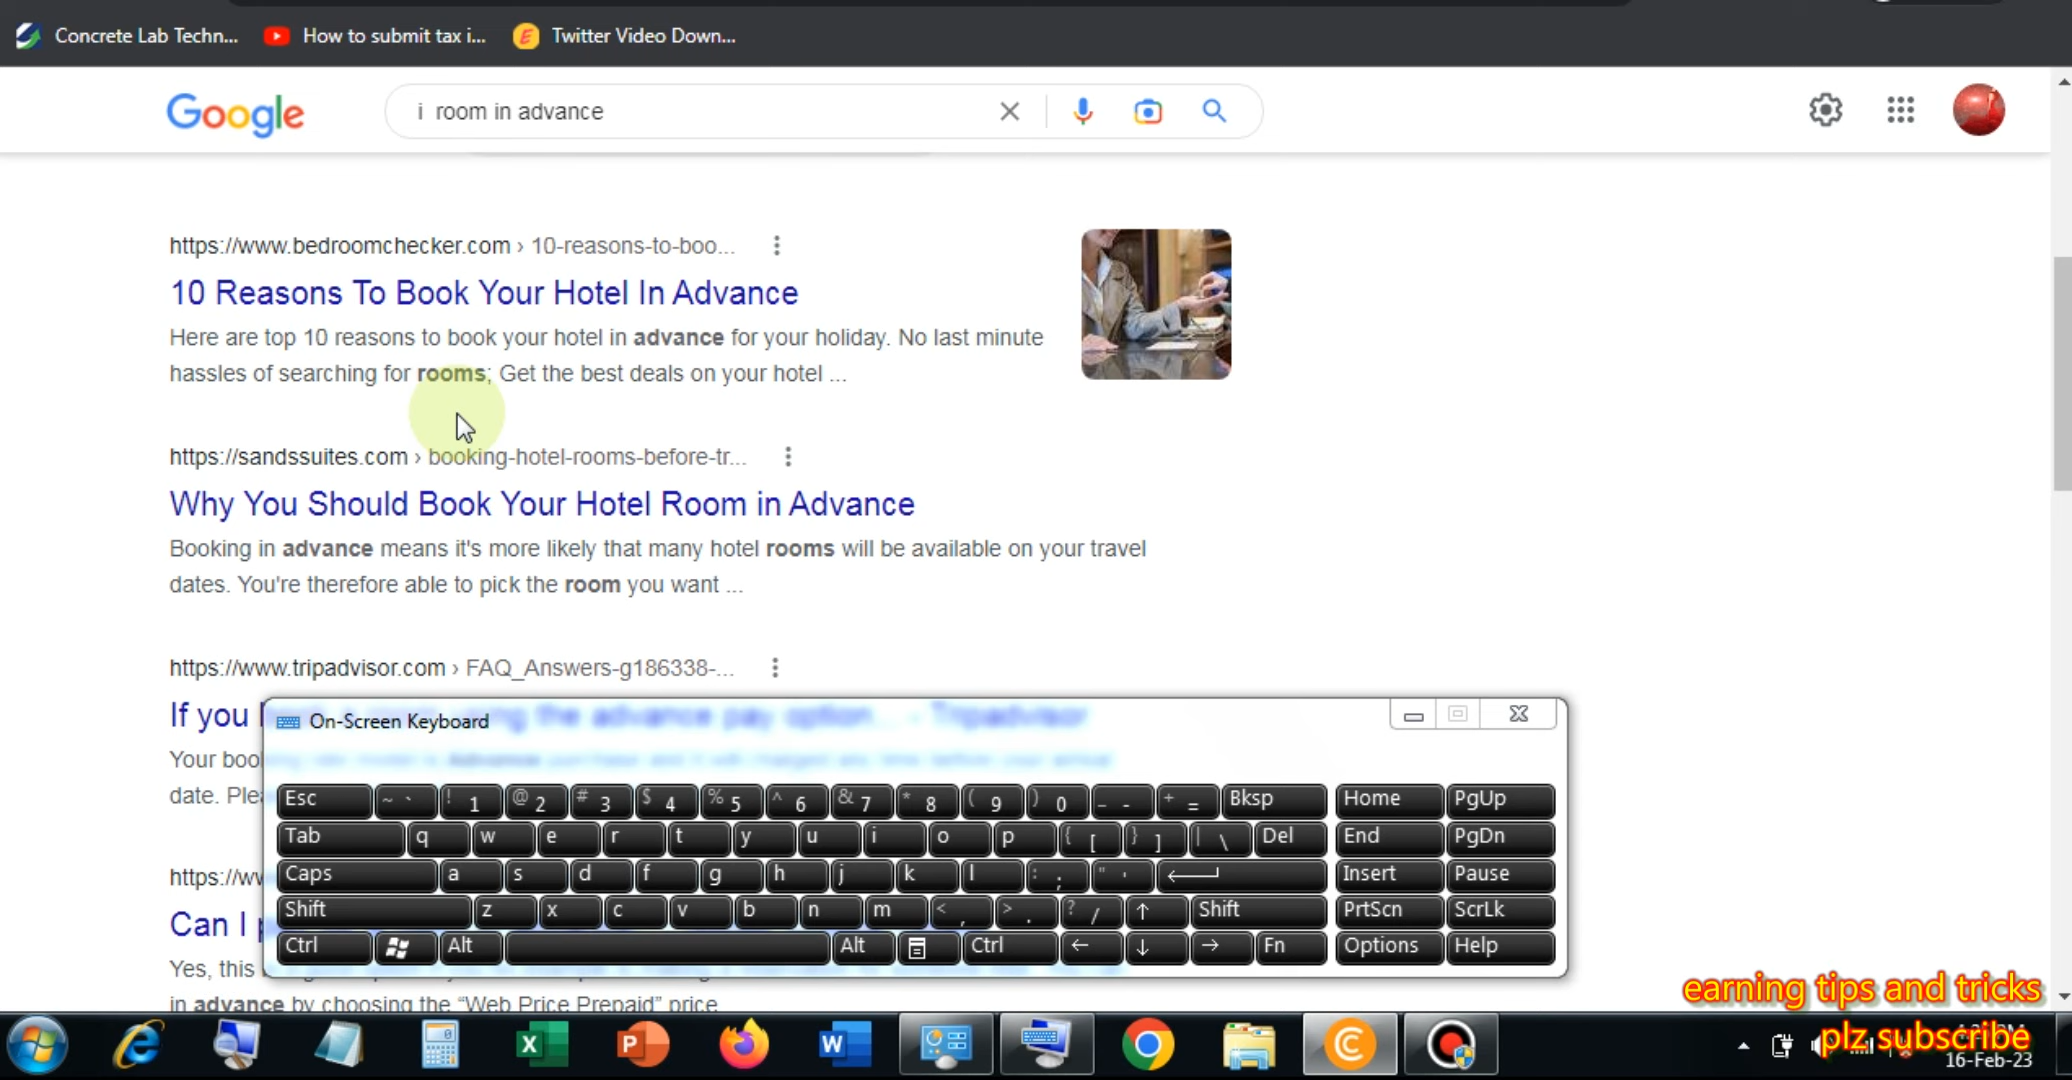 Concrete Lab Techn... How to submit tax i... Twitter Video Down...
Google i room in advance
https://www.bedroomchecker.com › 10-reasons-to-boo...
10 Reasons To Book Your Hotel In Advance
Here are top 10 reasons to book your hotel in advance for your holiday. No last minute
hassles of searching for rooms; Get the best deals on your hotel ...
https://sandssuites.com › booking-hotel-rooms-before-tr...
Why You Should Book Your Hotel Room in Advance
Booking in advance means it's more likely that many hotel rooms will be available on your travel
dates. You're therefore able to pick the room you want ...
https://www.tripadvisor.com › FAQ_Answers-g186338-...
If you using the advance pay option... - Tripadvisor
On-Screen Keyboard
Your
date.
Esc ~ ` ! 1 @ 2 # 3 $ 4 % 5 ^ 6 & 7 * 8 ( 9 ) 0 _ - + = Bksp Home PgUp
Tab q w e r t y u i o p { [ } ] | \ Del End PgDn
Caps a s d f g h j k l : ; " ' Insert Pause
Shift z x c v b n m < , > . ? / ↑ Shift PrtScn ScrLk
Ctrl Alt Alt Ctrl ← ↓ → Fn Options Help
Can I
Yes, this
in advance by choosing the “Web Price Prepaid” price
earning tips and tricks
plz subscribe
16-Feb-23